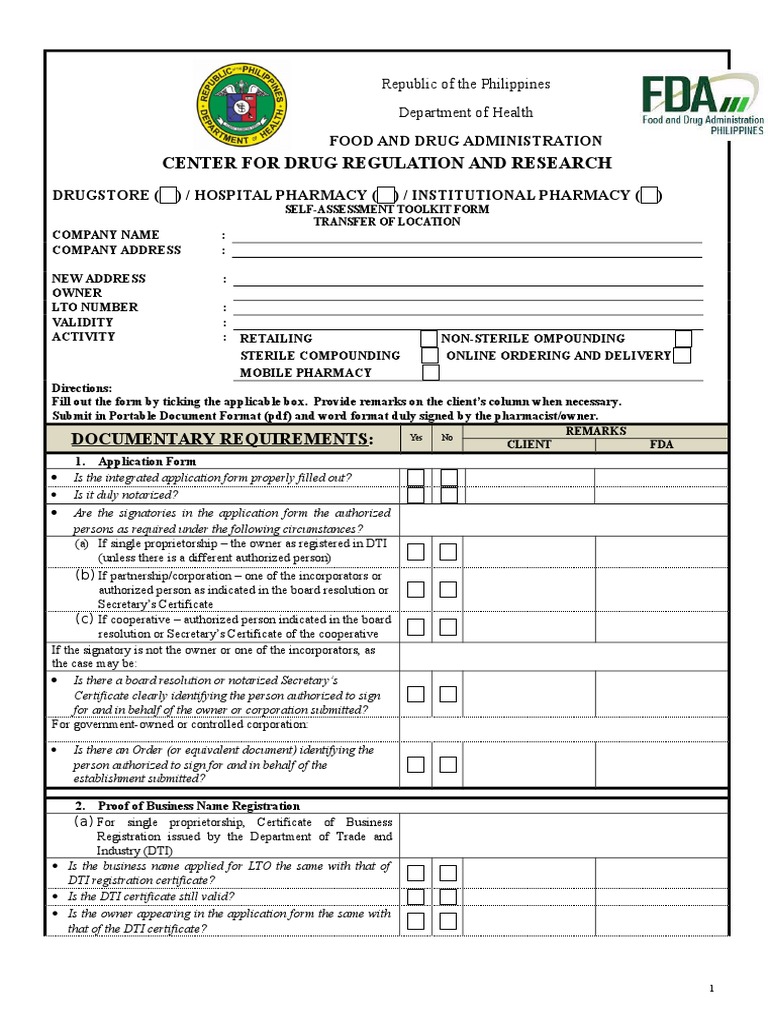 REPUBLIC OF THE PHILIPPINES
DEPARTMENT OF HEALTH
Republic of the Philippines
Department of Health
FDA
Food and Drug Administration
PHILIPPINES
FOOD AND DRUG ADMINISTRATION
CENTER FOR DRUG REGULATION AND RESEARCH
DRUGSTORE ( ) / HOSPITAL PHARMACY ( ) / INSTITUTIONAL PHARMACY ( )
SELF-ASSESSMENT TOOLKIT FORM
TRANSFER OF LOCATION
COMPANY NAME :
COMPANY ADDRESS :
NEW ADDRESS :
OWNER
LTO NUMBER :
VALIDITY :
ACTIVITY : RETAILING NON-STERILE OMPOUNDING
STERILE COMPOUNDING ONLINE ORDERING AND DELIVERY
MOBILE PHARMACY
Directions:
Fill out the form by ticking the applicable box. Provide remarks on the client’s column when necessary.
Submit in Portable Document Format (pdf) and word format duly signed by the pharmacist/owner.
DOCUMENTARY REQUIREMENTS: Yes No REMARKS
CLIENT FDA
1. Application Form
• Is the integrated application form properly filled out?
• Is it duly notarized?
• Are the signatories in the application form the authorized
persons as required under the following circumstances?
(a) If single proprietorship – the owner as registered in DTI
(unless there is a different authorized person)
(b) If partnership/corporation – one of the incorporators or
authorized person as indicated in the board resolution or
Secretary’s Certificate
(c) If cooperative – authorized person indicated in the board
resolution or Secretary’s Certificate of the cooperative
If the signatory is not the owner or one of the incorporators, as
the case may be:
• Is there a board resolution or notarized Secretary’s
Certificate clearly identifying the person authorized to sign
for and in behalf of the owner or corporation submitted?
For government-owned or controlled corporation:
• Is there an Order (or equivalent document) identifying the
person authorized to sign for and in behalf of the
establishment submitted?
2. Proof of Business Name Registration
(a) For single proprietorship, Certificate of Business
Registration issued by the Department of Trade and
Industry (DTI)
• Is the business name applied for LTO the same with that of
DTI registration certificate?
• Is the DTI certificate still valid?
• Is the owner appearing in the application form the same with
that of the DTI certificate?
1